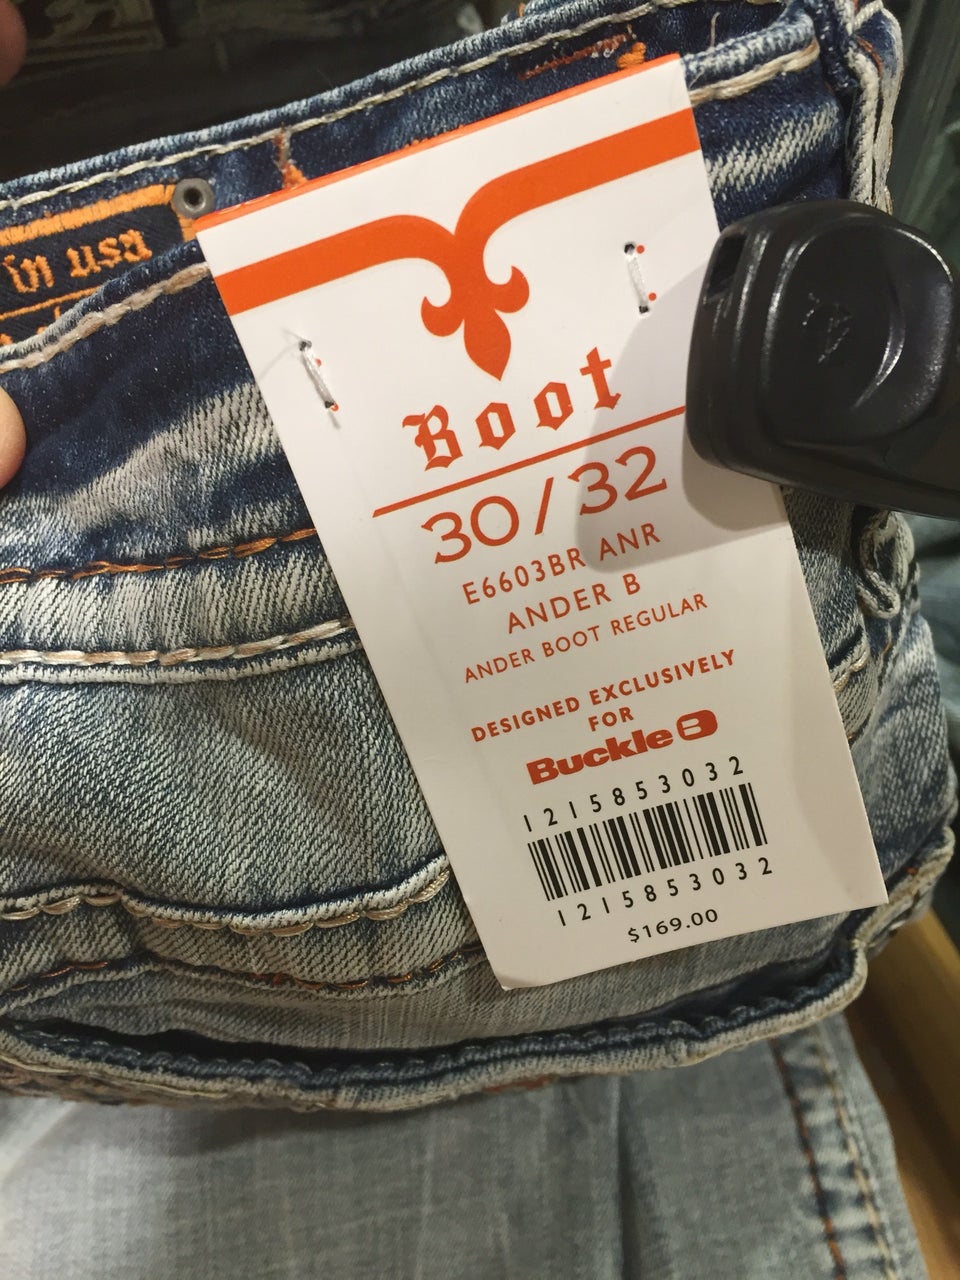 in usa
Boot
30/32
E6603BR ANR
ANDER B
ANDER BOOT REGULAR
DESIGNED EXCLUSIVELY
FOR
Buckle B
1215853032
1215853032
$169.00